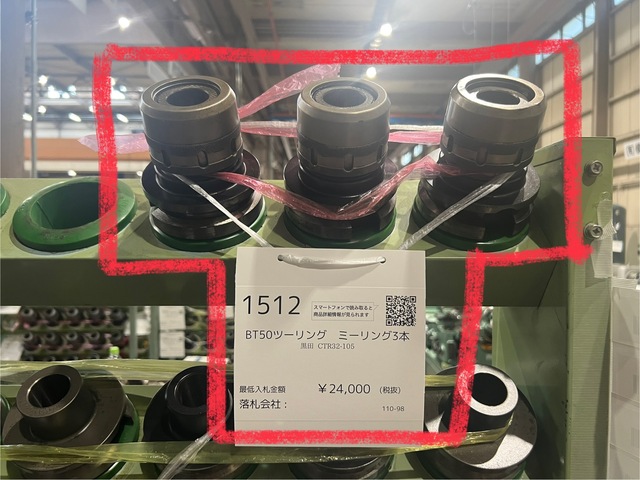 1512
スマートフォンで読み取ると
商品詳細情報が見られます
BT50ツーリング ミーリング3本
黒田 CTR32-105
最低入札金額 ￥24,000 (税抜)
落札会社：
110-98